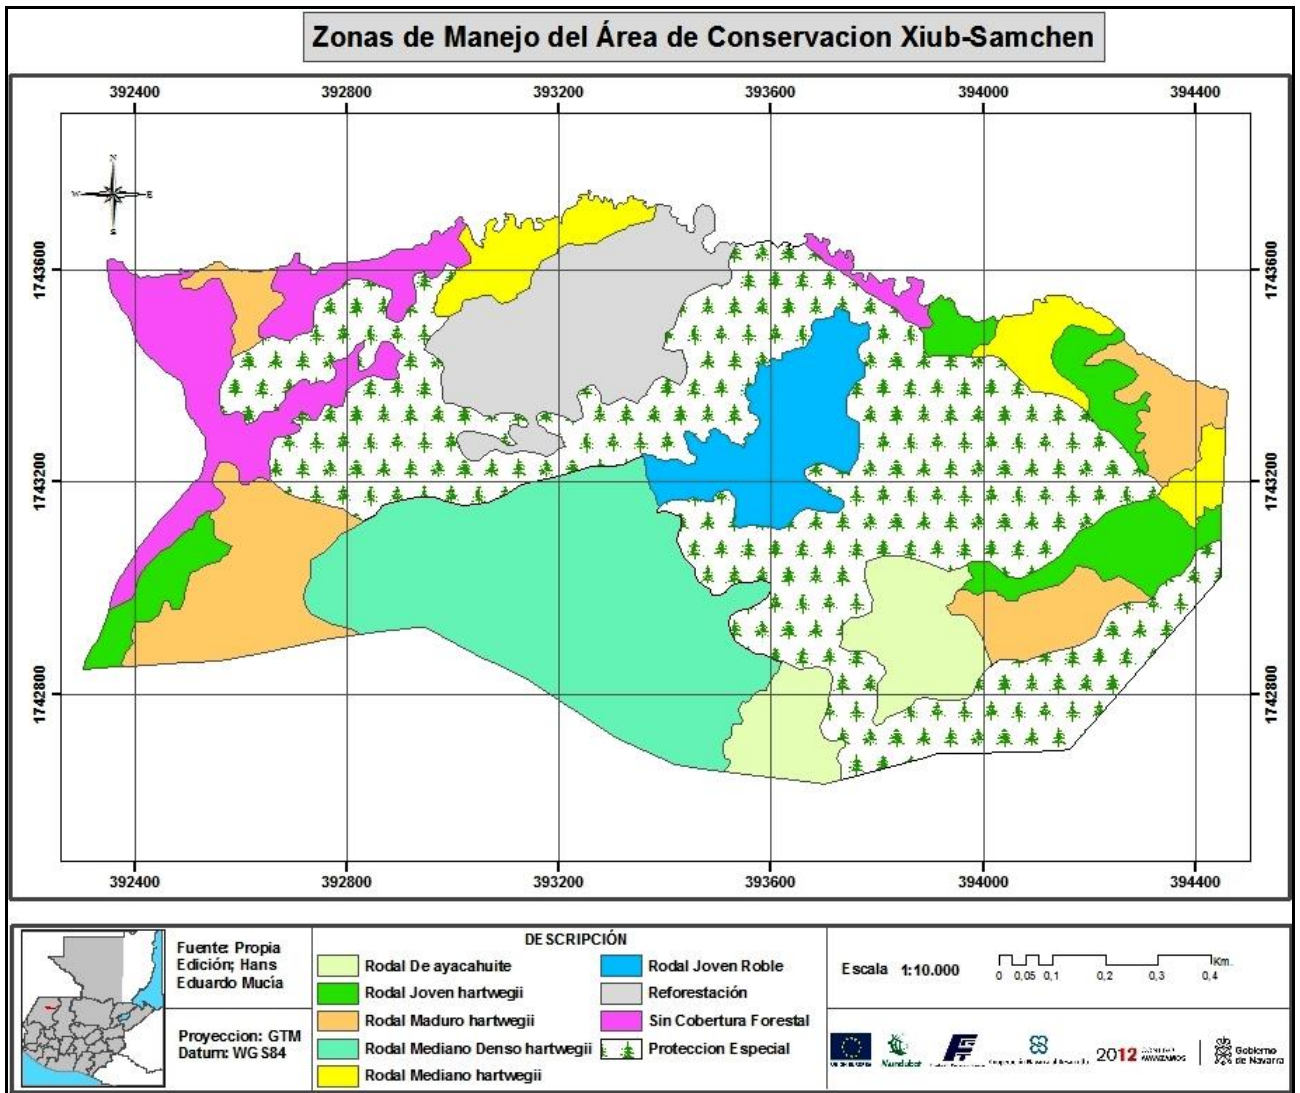 Zonas de Manejo del Área de Conservacion Xiub-Samchen
392400 392800 393200 393600 394000 394400
N
W E
S
1743600 1743600
1743200 1743200
1742800 1742800
392400 392800 393200 393600 394000 394400
Fuente: Propia
Edición; Hans
Eduardo Mucía
Proyeccion: GTM
Datum: WGS84
DESCRIPCIÓN
Rodal De ayacahuite
Rodal Joven hartwegii
Rodal Maduro hartwegii
Rodal Mediano Denso hartwegii
Rodal Mediano hartwegii
Rodal Joven Roble
Reforestación
Sin Cobertura Forestal
Proteccion Especial
Escala 1:10.000
0 0,05 0,1 0,2 0,3 0,4
Km.
Mundubat
2012
Gobierno
de Navarra